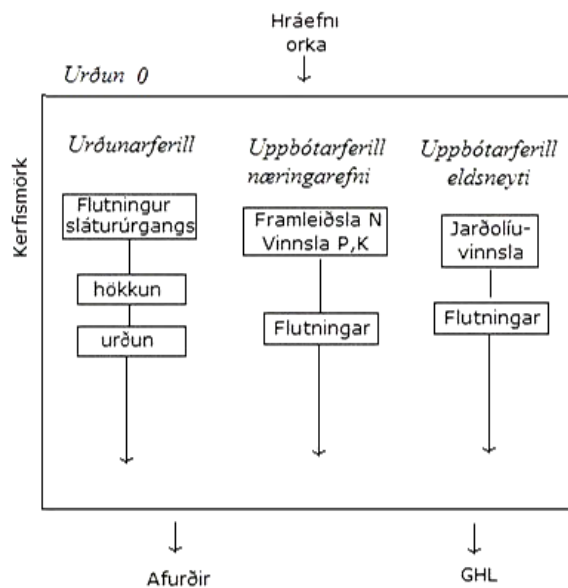 Hráefni
orka
Urðun 0
Kerfismörk
Urðunarferill
Flutningur
sláturúrgangs
hökkun
urðun
Uppbótarferill
næringarefni
Framleiðsla N
Vinnsla P,K
Flutningar
Uppbótarferill
eldsneyti
Jarðolíu-
vinnsla
Flutningar
Afurðir
GHL